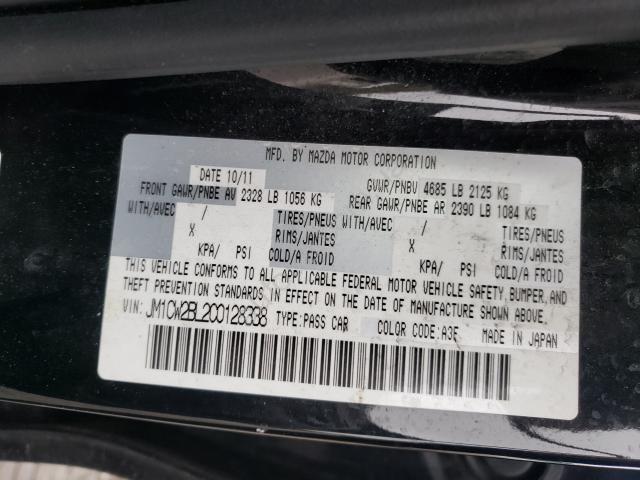 MFD. BY MAZDA MOTOR CORPORATION
DATE 10/11 GVWR/PNBV 4685 LB 2125 KG
FRONT GAWR/PNBE AV 2328 LB 1056 KG REAR GAWR/PNBE AR 2390 LB 1084 KG
WITH/AVEC / TIRES/PNEUS WITH/AVEC / TIRES/PNEUS
X RIMS/JANTES X RIMS/JANTES
KPA/ PSI COLD/A FROID KPA/ PSI COLD/A FROID
THIS VEHICLE CONFORMS TO ALL APPLICABLE FEDERAL MOTOR VEHICLE SAFETY, BUMPER, AND
THEFT PREVENTION STANDARDS IN EFFECT ON THE DATE OF MANUFACTURE SHOWN ABOVE.
VIN: JM1CW2BL2C0128338 TYPE: PASS CAR COLOR CODE: A3F MADE IN JAPAN